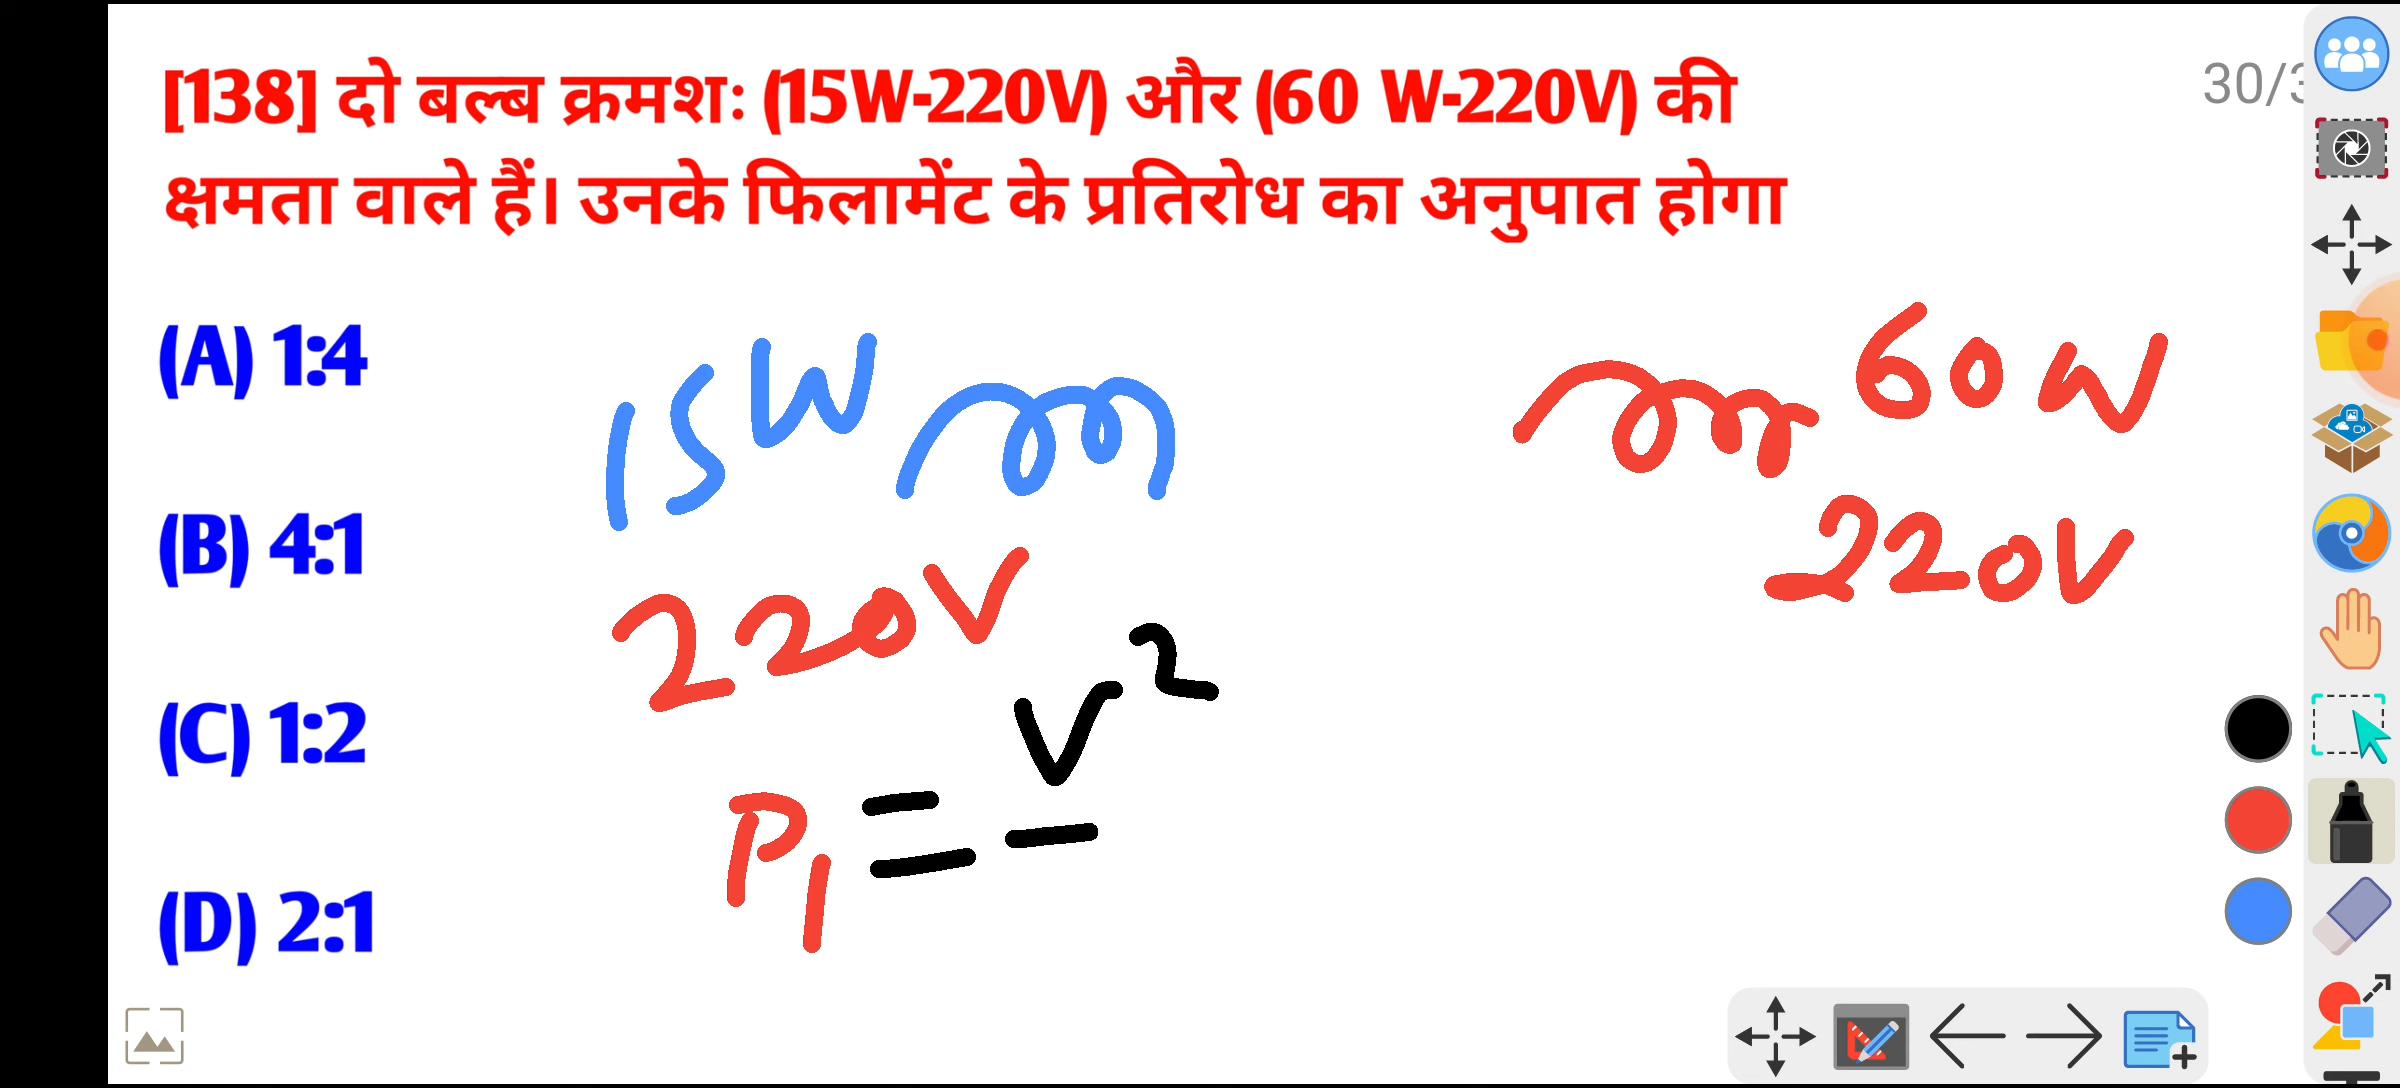 [138] दो बल्ब क्रमशः (15W-220V) और (60 W-220V) की
क्षमता वाले हैं। उनके फिलामेंट के प्रतिरोध का अनुपात होगा
30/3
(A) 1:4
(B) 4:1
(C) 1:2
(D) 2:1
15W
220V
60W
220V
P₁ = V²